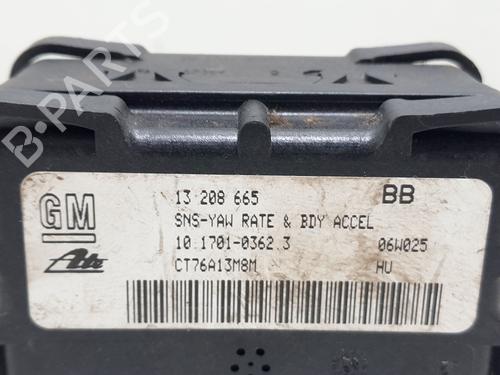 B-PARTS
GM
13 208 665 BB
SNS-YAW RATE & BDY ACCEL
10.1701-0362.3 06W025
Ate CT76A13M8M HU